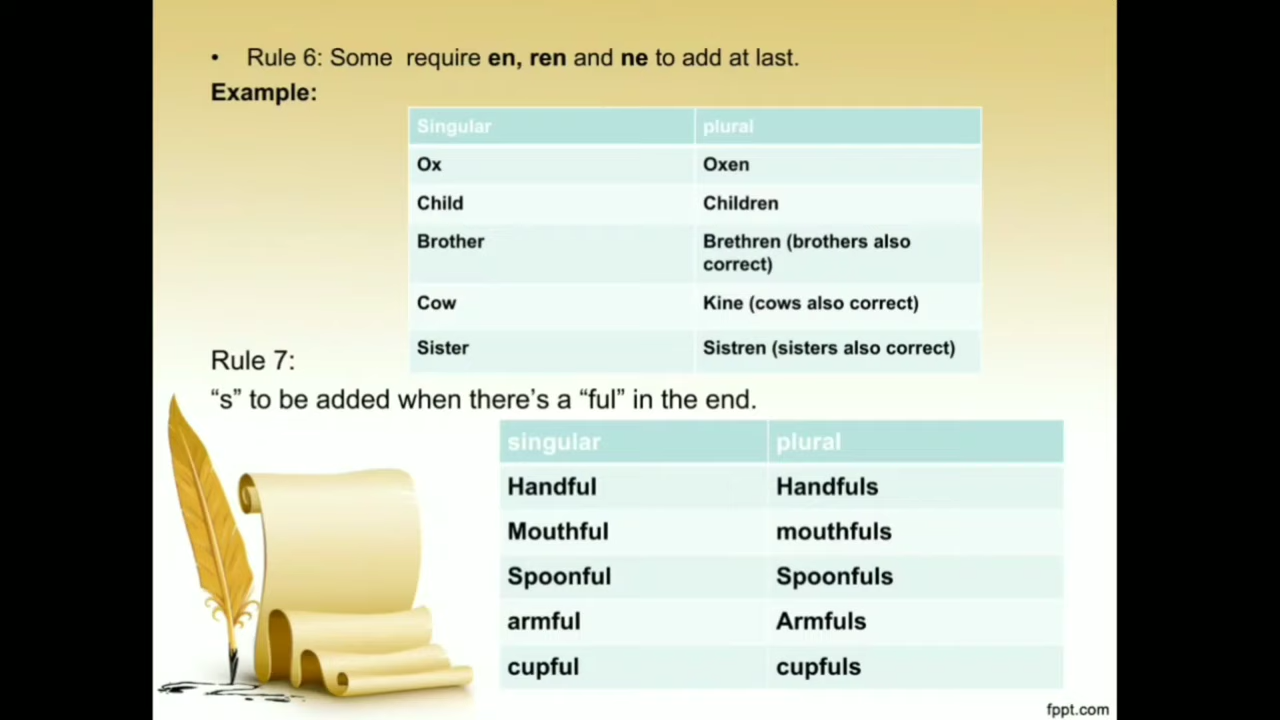 • Rule 6: Some require en, ren and ne to add at last.
Example:
Singular plural
Ox Oxen
Child Children
Brother Brethren (brothers also
correct)
Cow Kine (cows also correct)
Sister Sistren (sisters also correct)
Rule 7:
“s” to be added when there’s a “ful” in the end.
singular plural
Handful Handfuls
Mouthful mouthfuls
Spoonful Spoonfuls
armful Armfuls
cupful cupfuls
fppt.com